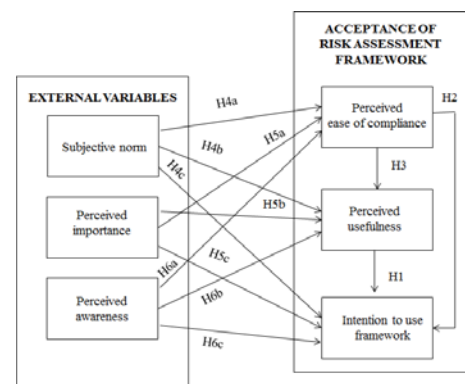 ACCEPTANCE OF
RISK ASSESSMENT
FRAMEWORK
EXTERNAL VARIABLES
Subjective norm
Perceived
importance
Perceived
awareness
H4a
H4b
H4c
H5a
H5b
H5c
H6a
H6b
H6c
Perceived
ease of compliance
H2
H3
Perceived
usefulness
H1
Intention to use
framework